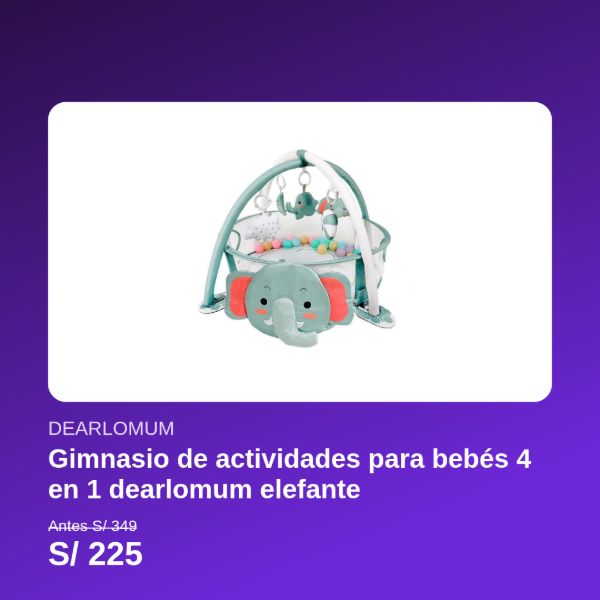 DEARLOMUM
Gimnasio de actividades para bebés 4
en 1 dearlomum elefante
Antes S/ 349
S/ 225